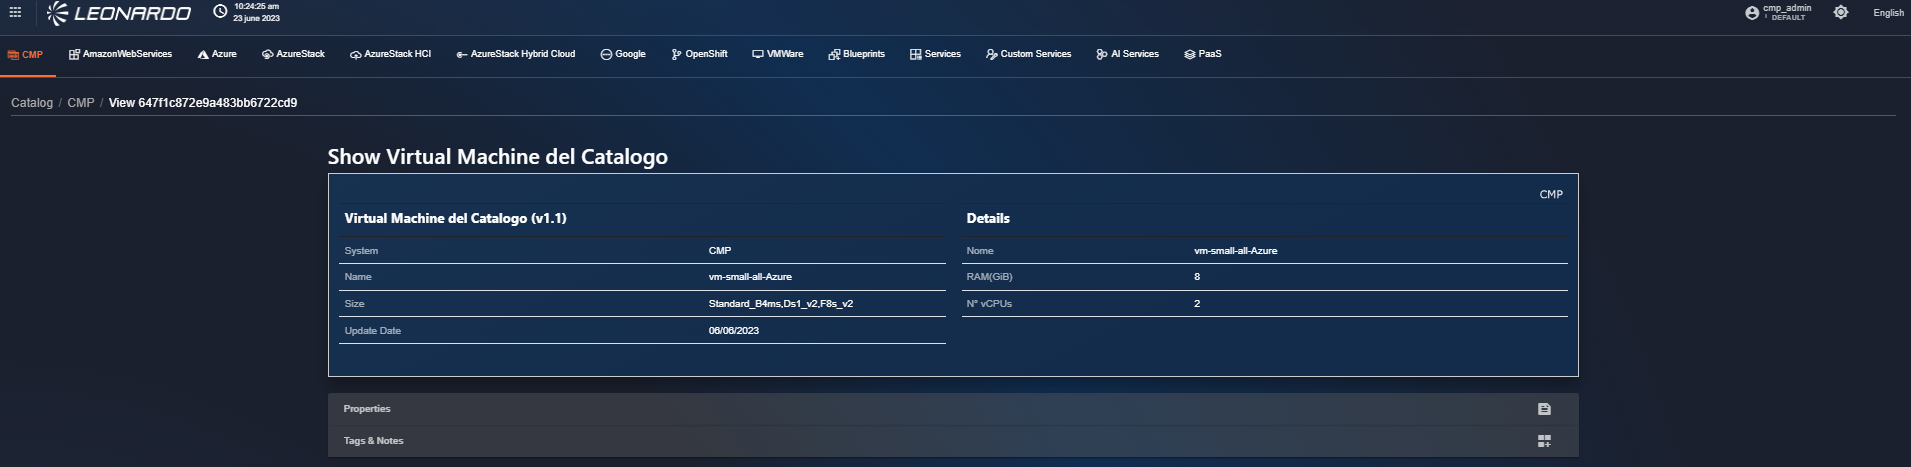 LEONARDO
10:24:25 am
23 june 2023
cmp_admin
DEFAULT
English
CMP AmazonWebServices Azure AzureStack AzureStack HCI AzureStack Hybrid Cloud Google OpenShift VMWare Blueprints Services Custom Services AI Services PaaS
Catalog / CMP / View 647f1c872e9a483bb6722cd9
Show Virtual Machine del Catalogo
CMP
Virtual Machine del Catalogo (v1.1)
System CMP
Name vm-small-all-Azure
Size Standard_B4ms,Ds1_v2,F8s_v2
Update Date 06/06/2023
Details
Nome vm-small-all-Azure
RAM(GiB) 8
N° vCPUs 2
Properties
Tags & Notes